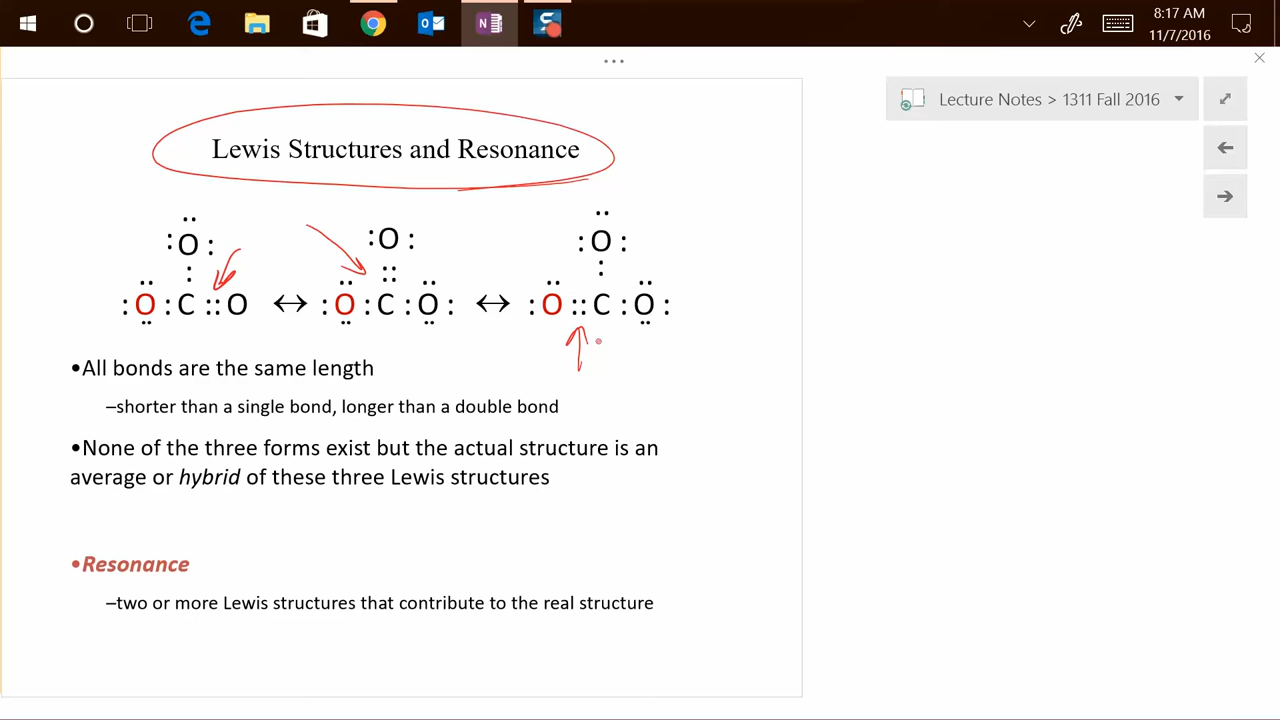 8:17 AM
11/7/2016
Lecture Notes > 1311 Fall 2016
Lewis Structures and Resonance
¨
:O: :O: :O:
: :: :
:O:C::O ↔ :O:C:O: ↔ :O::C:O:
•All bonds are the same length
–shorter than a single bond, longer than a double bond
•None of the three forms exist but the actual structure is an
average or hybrid of these three Lewis structures
•Resonance
–two or more Lewis structures that contribute to the real structure